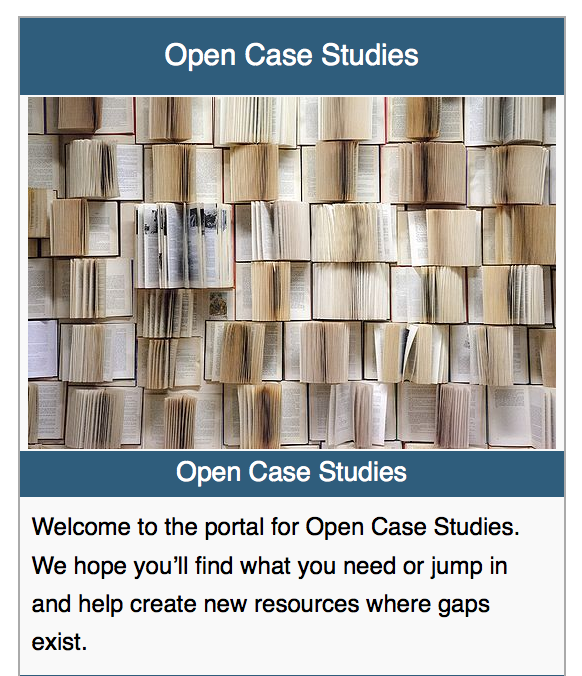 Open Case Studies
Open Case Studies
Welcome to the portal for Open Case Studies.
We hope you’ll find what you need or jump in
and help create new resources where gaps
exist.